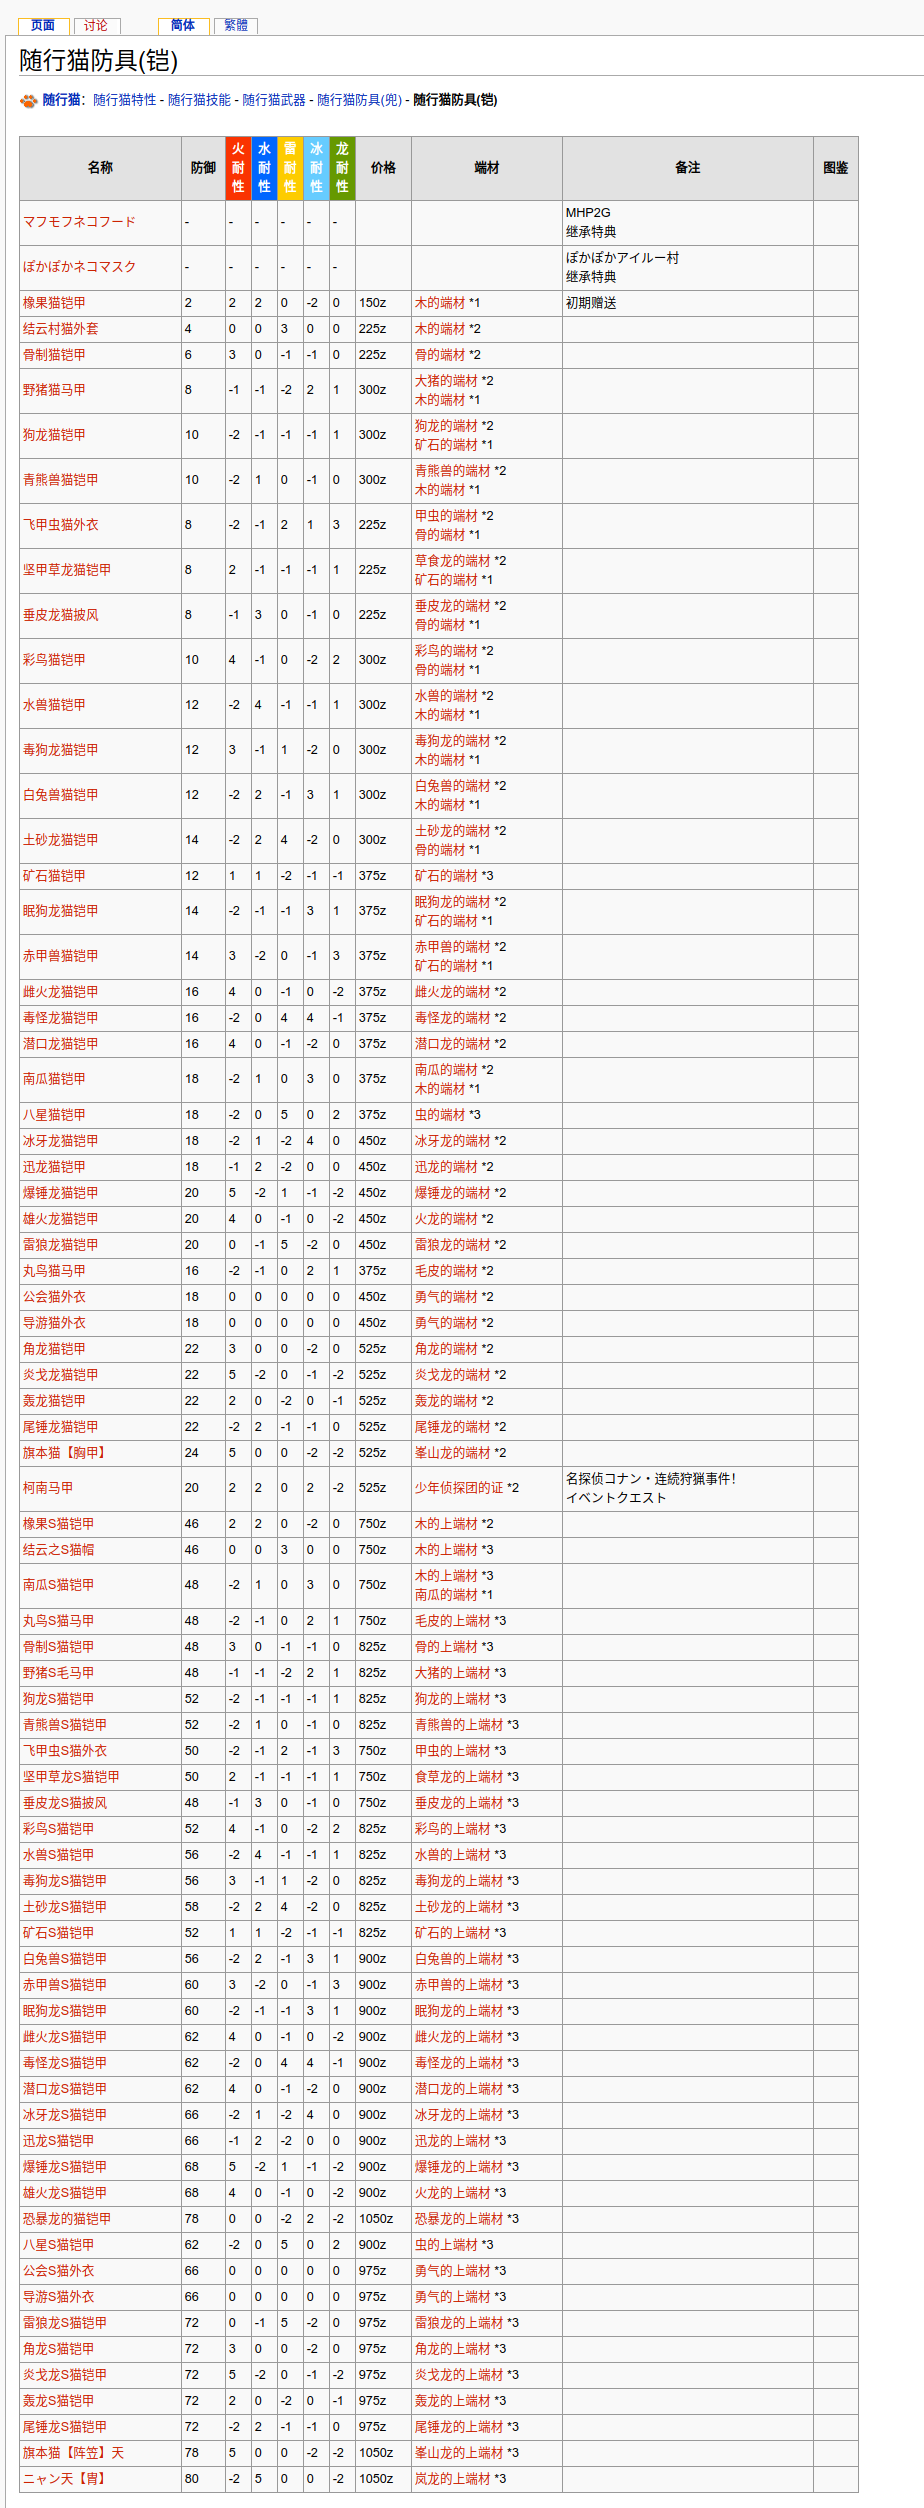 页面 讨论 简体 繁體
随行猫防具(铠)
随行猫: 随行猫特性 - 随行猫技能 - 随行猫武器 - 随行猫防具(兜) - 随行猫防具(铠)
名称 防御 火耐性 水耐性 雷耐性 冰耐性 龙耐性 价格 端材 备注 图鉴
マフモフネコフード - - - - - - MHP2G
继承特典
ぽかぽかネコマスク - - - - - - ぽかぽかアイルー村
继承特典
橡果猫铠甲 2 2 2 0 -2 0 150z 木的端材 *1 初期赠送
结云村猫外套 4 0 0 3 0 0 225z 木的端材 *2
骨制猫铠甲 6 3 0 -1 -1 0 225z 骨的端材 *2
野猪猫马甲 8 -1 -1 -2 2 1 300z 大猪的端材 *2
木的端材 *1
狗龙猫铠甲 10 -2 -1 -1 -1 1 300z 狗龙的端材 *2
矿石的端材 *1
青熊兽猫铠甲 10 -2 1 0 -1 0 300z 青熊兽的端材 *2
木的端材 *1
飞甲虫猫外衣 8 -2 -1 2 1 3 225z 甲虫的端材 *2
骨的端材 *1
坚甲草龙猫铠甲 8 2 -1 -1 -1 1 225z 草食龙的端材 *2
矿石的端材 *1
垂皮龙猫披风 8 -1 3 0 -1 0 225z 垂皮龙的端材 *2
骨的端材 *1
彩鸟猫铠甲 10 4 -1 0 -2 2 300z 彩鸟的端材 *2
骨的端材 *1
水兽猫铠甲 12 -2 4 -1 -1 1 300z 水兽的端材 *2
木的端材 *1
毒狗龙猫铠甲 12 3 -1 1 -2 0 300z 毒狗龙的端材 *2
木的端材 *1
白兔兽猫铠甲 12 -2 2 -1 3 1 300z 白兔兽的端材 *2
木的端材 *1
土砂龙猫铠甲 14 -2 2 4 -2 0 300z 土砂龙的端材 *2
骨的端材 *1
矿石猫铠甲 12 1 1 -2 -1 -1 375z 矿石的端材 *3
眠狗龙猫铠甲 14 -2 -1 -1 3 1 375z 眠狗龙的端材 *2
矿石的端材 *1
赤甲兽猫铠甲 14 3 -2 0 -1 3 375z 赤甲兽的端材 *2
矿石的端材 *1
雌火龙猫铠甲 16 4 0 -1 0 -2 375z 雌火龙的端材 *2
毒怪龙猫铠甲 16 -2 0 4 4 -1 375z 毒怪龙的端材 *2
潜口龙猫铠甲 16 4 0 -1 -2 0 375z 潜口龙的端材 *2
南瓜猫铠甲 18 -2 1 0 3 0 375z 南瓜的端材 *2
木的端材 *1
八星猫铠甲 18 -2 0 5 0 2 375z 虫的端材 *3
冰牙龙猫铠甲 18 -2 1 -2 4 0 450z 冰牙龙的端材 *2
迅龙猫铠甲 18 -1 2 -2 0 0 450z 迅龙的端材 *2
爆锤龙猫铠甲 20 5 -2 1 -1 -2 450z 爆锤龙的端材 *2
雄火龙猫铠甲 20 4 0 -1 0 -2 450z 火龙的端材 *2
雷狼龙猫铠甲 20 0 -1 5 -2 0 450z 雷狼龙的端材 *2
丸鸟猫马甲 16 -2 -1 0 2 1 375z 毛皮的端材 *2
公会猫外衣 18 0 0 0 0 0 450z 勇气的端材 *2
导游猫外衣 18 0 0 0 0 0 450z 勇气的端材 *2
角龙猫铠甲 22 3 0 0 -2 0 525z 角龙的端材 *2
炎戈龙猫铠甲 22 5 -2 0 -1 -2 525z 炎戈龙的端材 *2
轰龙猫铠甲 22 2 0 -2 0 -1 525z 轰龙的端材 *2
尾锤龙猫铠甲 22 -2 2 -1 -1 0 525z 尾锤龙的端材 *2
旗本猫【胸甲】 24 5 0 0 -2 -2 525z 峯山龙的端材 *2
柯南马甲 20 2 2 0 2 -2 525z 少年侦探团的证 *2 名探侦コナン・连続狩猟事件！
イベントクエスト
橡果S猫铠甲 46 2 2 0 -2 0 750z 木的上端材 *2
结云之S猫帽 46 0 0 3 0 0 750z 木的上端材 *3
南瓜S猫铠甲 48 -2 1 0 3 0 750z 木的上端材 *3
南瓜的端材 *1
丸鸟S猫马甲 48 -2 -1 0 2 1 750z 毛皮的上端材 *3
骨制S猫铠甲 48 3 0 -1 -1 0 825z 骨的上端材 *3
野猪S毛马甲 48 -1 -1 -2 2 1 825z 大猪的上端材 *3
狗龙S猫铠甲 52 -2 -1 -1 -1 1 825z 狗龙的上端材 *3
青熊兽S猫铠甲 52 -2 1 0 -1 0 825z 青熊兽的上端材 *3
飞甲虫S猫外衣 50 -2 -1 2 -1 3 750z 甲虫的上端材 *3
坚甲草龙S猫铠甲 50 2 -1 -1 -1 1 750z 食草龙的上端材 *3
垂皮龙S猫披风 48 -1 3 0 -1 0 750z 垂皮龙的上端材 *3
彩鸟S猫铠甲 52 4 -1 0 -2 2 825z 彩鸟的上端材 *3
水兽S猫铠甲 56 -2 4 -1 -1 1 825z 水兽的上端材 *3
毒狗龙S猫铠甲 56 3 -1 1 -2 0 825z 毒狗龙的上端材 *3
土砂龙S猫铠甲 58 -2 2 4 -2 0 825z 土砂龙的上端材 *3
矿石S猫铠甲 52 1 1 -2 -1 -1 825z 矿石的上端材 *3
白兔兽S猫铠甲 56 -2 2 -1 3 1 900z 白兔兽的上端材 *3
赤甲兽S猫铠甲 60 3 -2 0 -1 3 900z 赤甲兽的上端材 *3
眠狗龙S猫铠甲 60 -2 -1 -1 3 1 900z 眠狗龙的上端材 *3
雌火龙S猫铠甲 62 4 0 -1 0 -2 900z 雌火龙的上端材 *3
毒怪龙S猫铠甲 62 -2 0 4 4 -1 900z 毒怪龙的上端材 *3
潜口龙S猫铠甲 62 4 0 -1 -2 0 900z 潜口龙的上端材 *3
冰牙龙S猫铠甲 66 -2 1 -2 4 0 900z 冰牙龙的上端材 *3
迅龙S猫铠甲 66 -1 2 -2 0 0 900z 迅龙的上端材 *3
爆锤龙S猫铠甲 68 5 -2 1 -1 -2 900z 爆锤龙的上端材 *3
雄火龙S猫铠甲 68 4 0 -1 0 -2 900z 火龙的上端材 *3
恐暴龙的猫铠甲 78 0 0 -2 2 -2 1050z 恐暴龙的上端材 *3
八星S猫铠甲 62 -2 0 5 0 2 900z 虫的上端材 *3
公会S猫外衣 66 0 0 0 0 0 975z 勇气的上端材 *3
导游S猫外衣 66 0 0 0 0 0 975z 勇气的上端材 *3
雷狼龙S猫铠甲 72 0 -1 5 -2 0 975z 雷狼龙的上端材 *3
角龙S猫铠甲 72 3 0 0 -2 0 975z 角龙的上端材 *3
炎戈龙S猫铠甲 72 5 -2 0 -1 -2 975z 炎戈龙的上端材 *3
轰龙S猫铠甲 72 2 0 -2 0 -1 975z 轰龙的上端材 *3
尾锤龙S猫铠甲 72 -2 2 -1 -1 0 975z 尾锤龙的上端材 *3
旗本猫【阵笠】天 78 5 0 0 -2 -2 1050z 峯山龙的上端材 *3
ニャン天【胄】 80 -2 5 0 0 -2 1050z 岚龙的上端材 *3